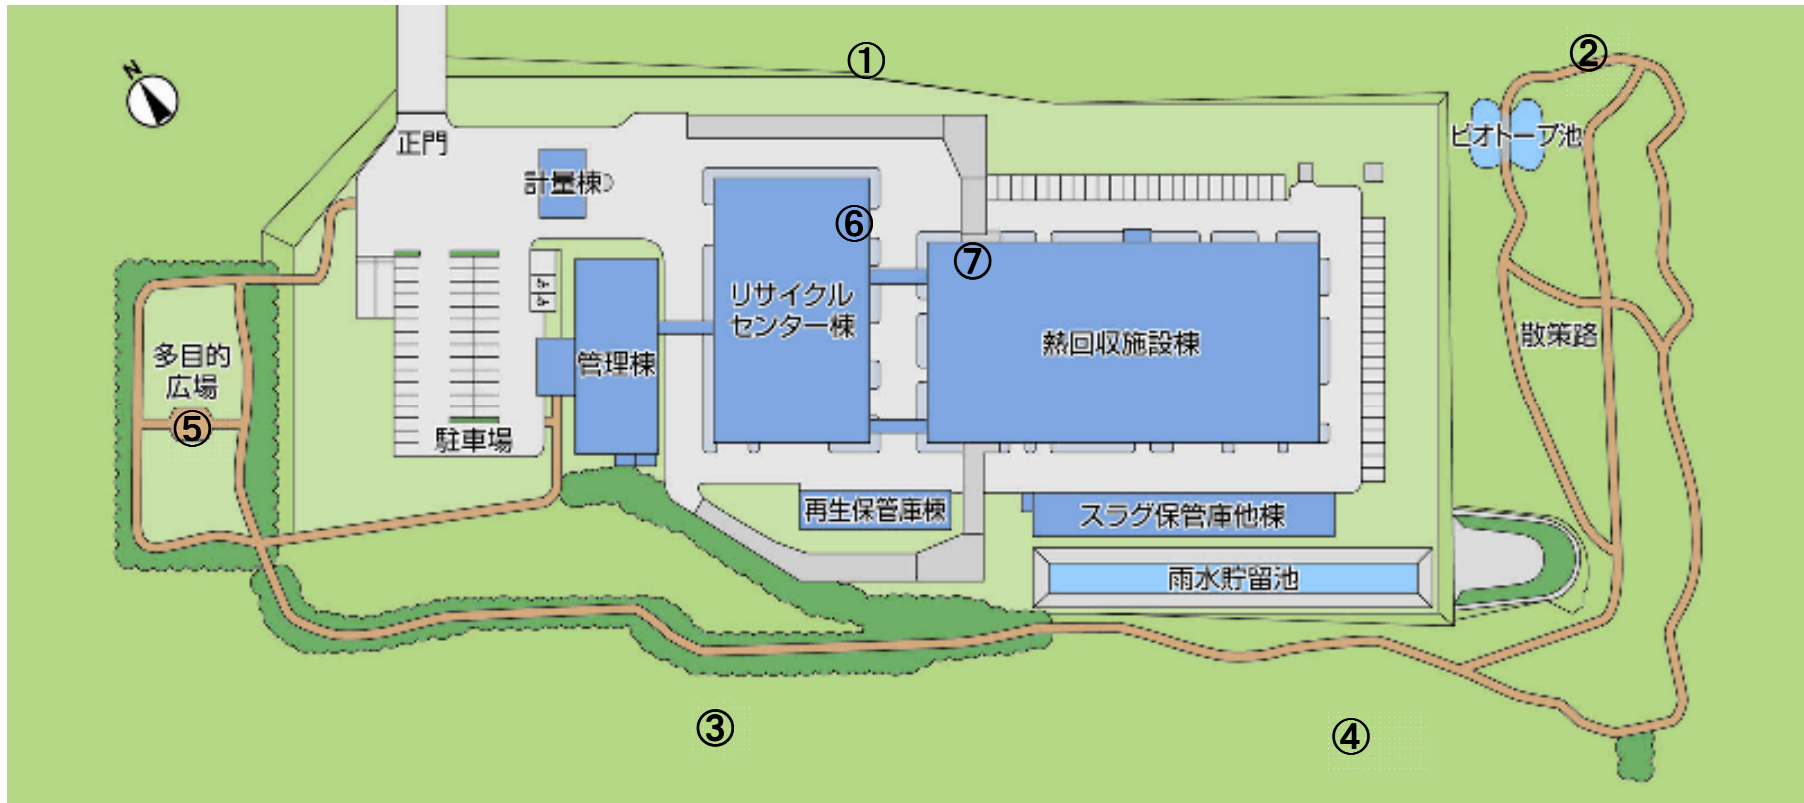 N
①
②
ビオトープ池
正門
計量棟
⑥
⑦
リサイクル
センター棟
熱回収施設棟
散策路
多目的
広場
管理棟
⑤
駐車場
再生保管庫棟
スラグ保管庫他棟
雨水貯留池
③
④